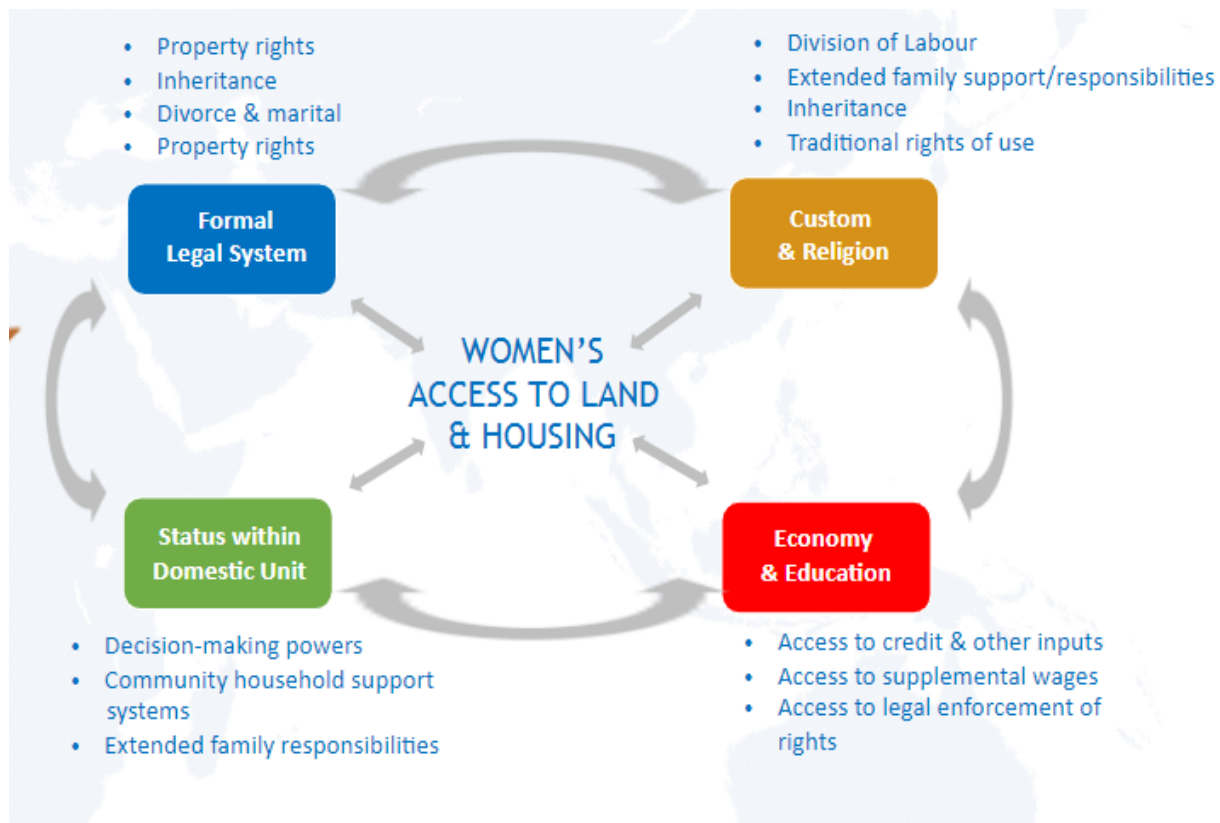 • Property rights
• Inheritance
• Divorce & marital
• Property rights
• Division of Labour
• Extended family support/responsibilities
• Inheritance
• Traditional rights of use
Formal
Legal System
Custom
& Religion
WOMEN'S
ACCESS TO LAND
& HOUSING
Status within
Domestic Unit
Economy
& Education
• Decision-making powers
• Community household support
systems
• Extended family responsibilities
• Access to credit & other inputs
• Access to supplemental wages
• Access to legal enforcement of
rights